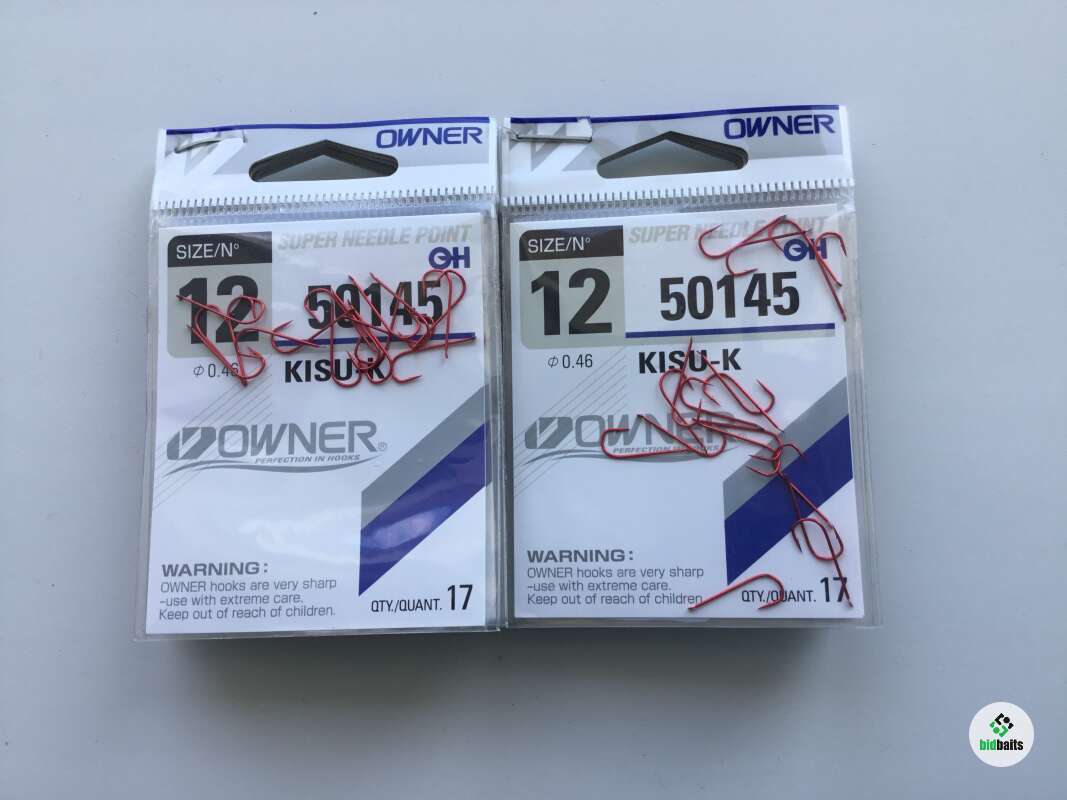 OWNER
SUPER NEEDLE POINT
SIZE/N°
12
50145
Φ 0.46
KISU-K
OWNER®
PERFECTION IN HOOKS
WARNING :
OWNER hooks are very sharp
-use with extreme care.
Keep out of reach of children.
QTY./QUANT. 17
OWNER
SUPER NEEDLE POINT
SIZE/N°
12
50145
Φ 0.46
KISU-K
OWNER
PERFECTION IN HOOKS
WARNING :
OWNER hooks are very sharp
-use with extreme care.
Keep out of reach of children.
QTY./QUANT. 17
bidbaits